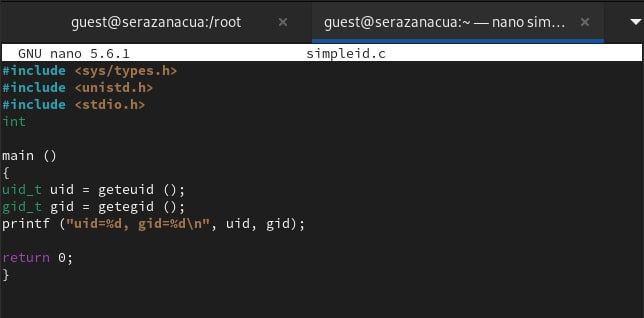 guest@serazanacua:/root
guest@serazanacua:~ — nano sim…
GNU nano 5.6.1 simpleid.c
#include <sys/types.h>
#include <unistd.h>
#include <stdio.h>
int
main ()
{
uid_t uid = geteuid ();
gid_t gid = getegid ();
printf ("uid=%d, gid=%d\n", uid, gid);
return 0;
}